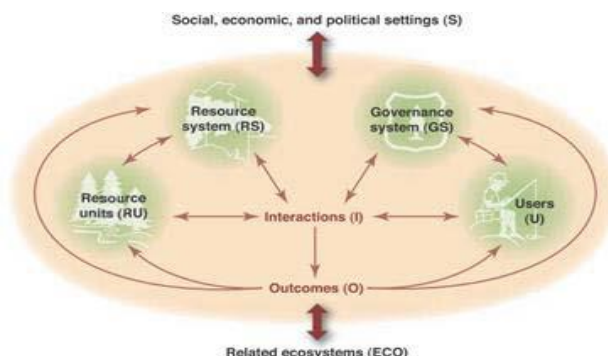 Social, economic, and political settings (S)
Resource
system (RS)
Governance
system (GS)
Resource
units (RU)
Interactions (I)
Users
(U)
Outcomes (O)
Related ecosystems (ECO)